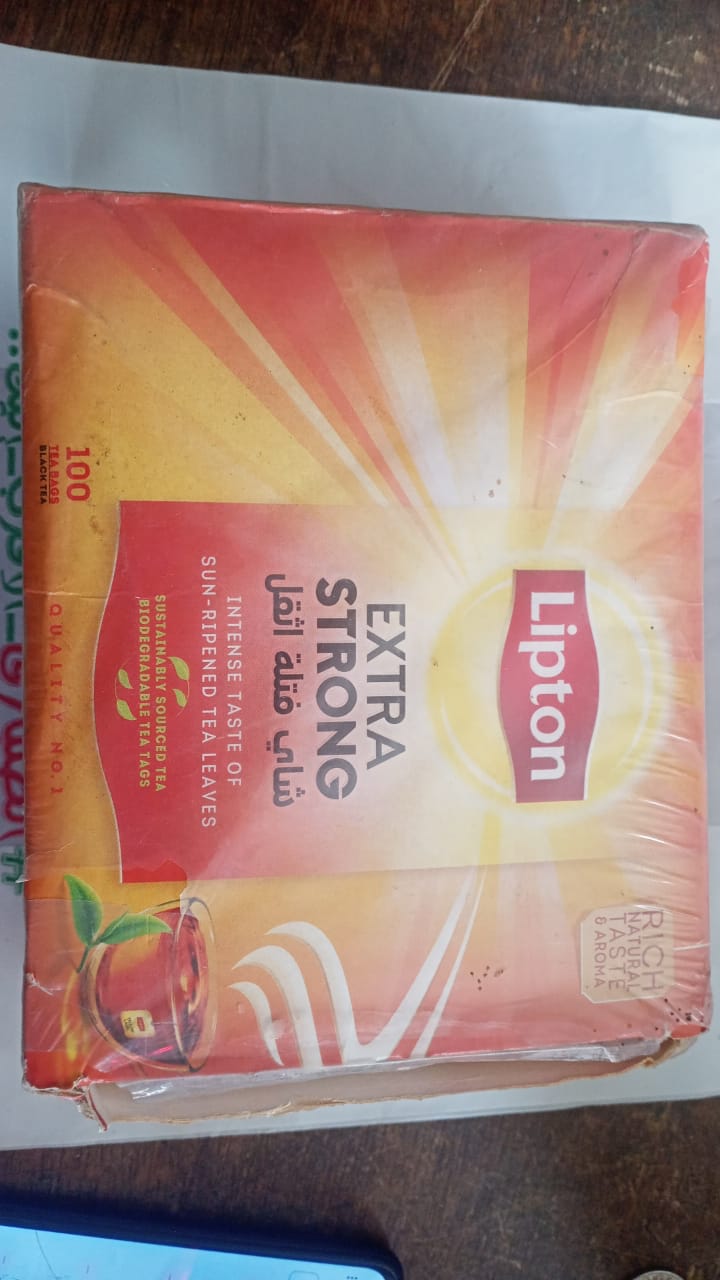 Lipton
RICH
NATURAL
TASTE
& AROMA
EXTRA
STRONG
شاي فتلة اثقل
INTENSE TASTE OF
SUN-RIPENED TEA LEAVES
SUSTAINABLY SOURCED TEA
BIODEGRADABLE TEA TAGS
100
TEA BAGS
BLACK TEA
QUALITY NO.1